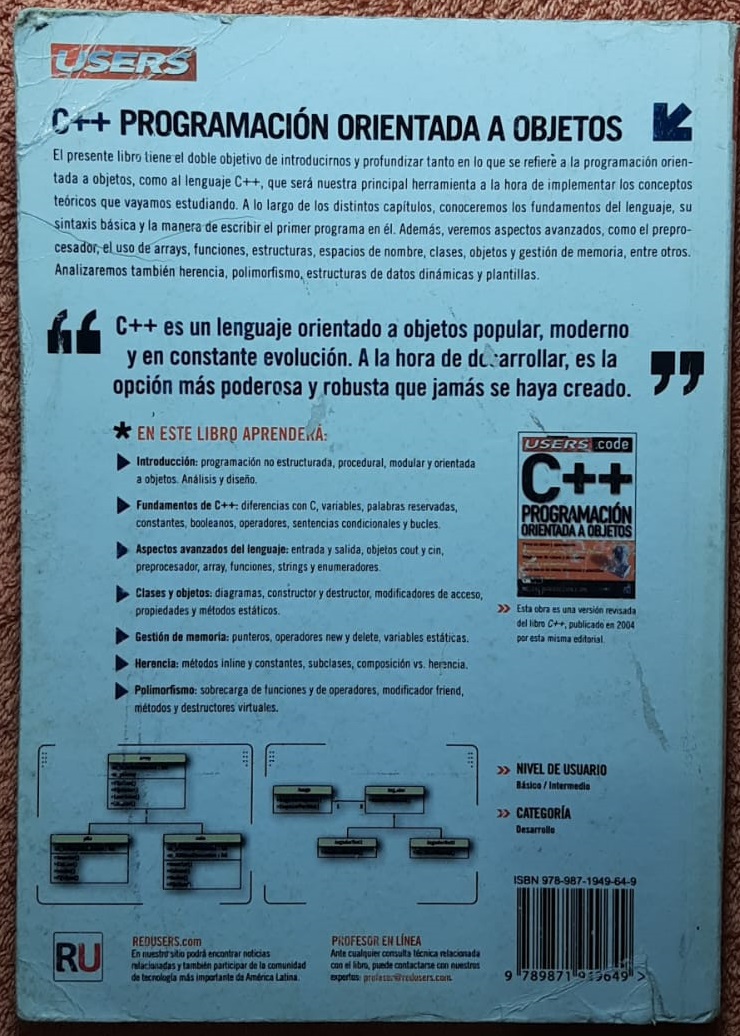 USERS
C++ PROGRAMACIÓN ORIENTADA A OBJETOS
El presente libro tiene el doble objetivo de introducirnos y profundizar tanto en lo que se refiere a la programación orien-
tada a objetos, como al lenguaje C++, que será nuestra principal herramienta a la hora de implementar los conceptos
teóricos que vayamos estudiando. A lo largo de los distintos capítulos, conoceremos los fundamentos del lenguaje, su
sintaxis básica y la manera de escribir el primer programa en él. Además, veremos aspectos avanzados, como el prepro-
cesador, el uso de arrays, funciones, estructuras, espacios de nombre, clases, objetos y gestión de memoria, entre otros.
Analizaremos también herencia, polimorfismo, estructuras de datos dinámicas y plantillas.
“ C++ es un lenguaje orientado a objetos popular, moderno
y en constante evolución. A la hora de desarrollar, es la
opción más poderosa y robusta que jamás se haya creado. ”
* EN ESTE LIBRO APRENDERÁ:
Introducción: programación no estructurada, procedural, modular y orientada
a objetos. Análisis y diseño.
Fundamentos de C++: diferencias con C, variables, palabras reservadas,
constantes, booleanos, operadores, sentencias condicionales y bucles.
Aspectos avanzados del lenguaje: entrada y salida, objetos cout y cin,
preprocesador, array, funciones, strings y enumeradores.
Clases y objetos: diagramas, constructor y destructor, modificadores de acceso,
propiedades y métodos estáticos.
Gestión de memoria: punteros, operadores new y delete, variables estáticas.
Herencia: métodos inline y constantes, subclases, composición vs. herencia.
Polimorfismo: sobrecarga de funciones y de operadores, modificador friend,
métodos y destructores virtuales.
USERS .code
C++
PROGRAMACIÓN
ORIENTADA A OBJETOS
>> Esta obra es una versión revisada
del libro C++, publicado en 2004
por esta misma editorial.
>> NIVEL DE USUARIO
Básico / Intermedio
>> CATEGORÍA
Desarrollo
ISBN 978-987-1949-64-9
9 789871 949649 >
RU
REDUSERS.com
En nuestro sitio podrá encontrar noticias
relacionadas y también participar de la comunidad
de tecnología más importante de América Latina.
PROFESOR EN LÍNEA
Ante cualquier consulta técnica relacionada
con el libro, puede contactarse con nuestros
expertos: profesor@redusers.com.